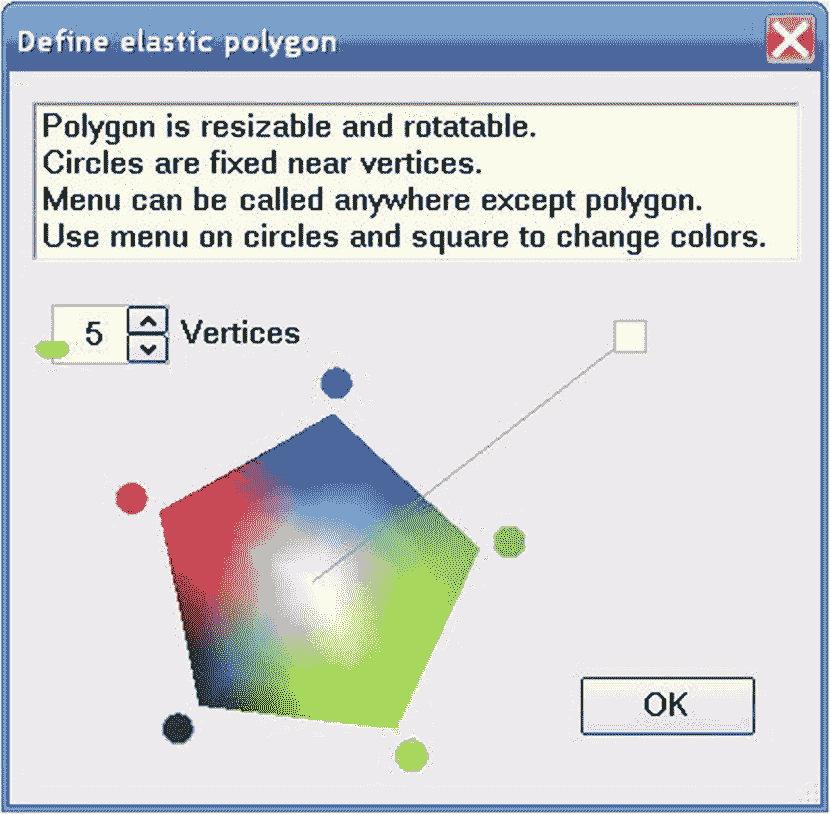 Define elastic polygon
Polygon is resizable and rotatable.
Circles are fixed near vertices.
Menu can be called anywhere except polygon.
Use menu on circles and square to change colors.
5 Vertices
OK